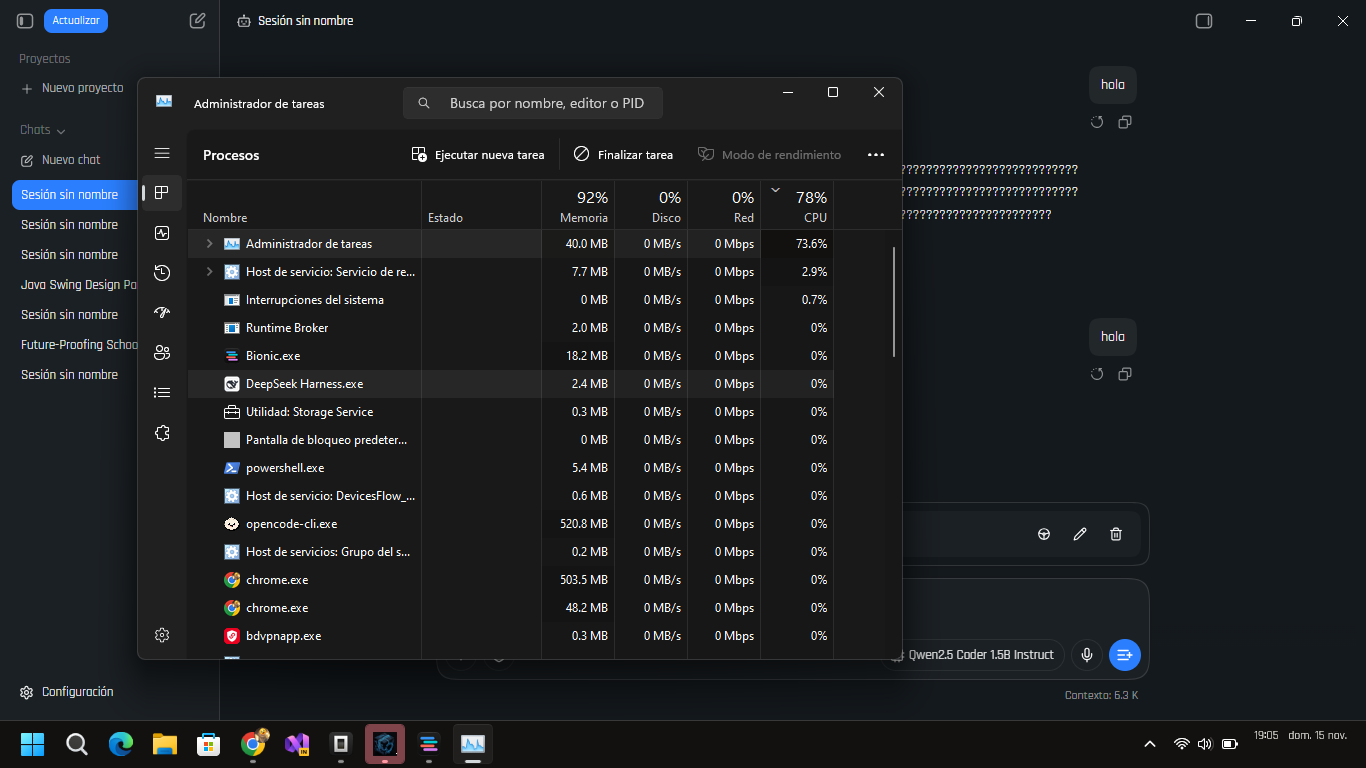 Actualizar
Sesión sin nombre
Proyectos
Nuevo proyecto
Chats
Nuevo chat
Sesión sin nombre
Sesión sin nombre
Sesión sin nombre
Java Swing Design Pa
Sesión sin nombre
Future-Proofing Schoo
Sesión sin nombre
Configuración
hola
???????????????????????????
???????????????????????????
???????????????????????
hola
Qwen2.5 Coder 1.5B Instruct
Contexto: 6.3 K
Administrador de tareas
Busca por nombre, editor o PID
Procesos
Ejecutar nueva tarea
Finalizar tarea
Modo de rendimiento
92% 0% 0% 78%
Nombre Estado Memoria Disco Red CPU
Administrador de tareas 40.0 MB 0 MB/s 0 Mbps 73.6%
Host de servicio: Servicio de re... 7.7 MB 0 MB/s 0 Mbps 2.9%
Interrupciones del sistema 0 MB 0 MB/s 0 Mbps 0.7%
Runtime Broker 2.0 MB 0 MB/s 0 Mbps 0%
Bionic.exe 18.2 MB 0 MB/s 0 Mbps 0%
DeepSeek Harness.exe 2.4 MB 0 MB/s 0 Mbps 0%
Utilidad: Storage Service 0.3 MB 0 MB/s 0 Mbps 0%
Pantalla de bloqueo predeter... 0 MB 0 MB/s 0 Mbps 0%
powershell.exe 5.4 MB 0 MB/s 0 Mbps 0%
Host de servicio: DevicesFlow_... 0.6 MB 0 MB/s 0 Mbps 0%
opencode-cli.exe 520.8 MB 0 MB/s 0 Mbps 0%
Host de servicios: Grupo del s... 0.2 MB 0 MB/s 0 Mbps 0%
chrome.exe 503.5 MB 0 MB/s 0 Mbps 0%
chrome.exe 48.2 MB 0 MB/s 0 Mbps 0%
bdvpnapp.exe 0.3 MB 0 MB/s 0 Mbps 0%
19:05 dom. 15 nov.